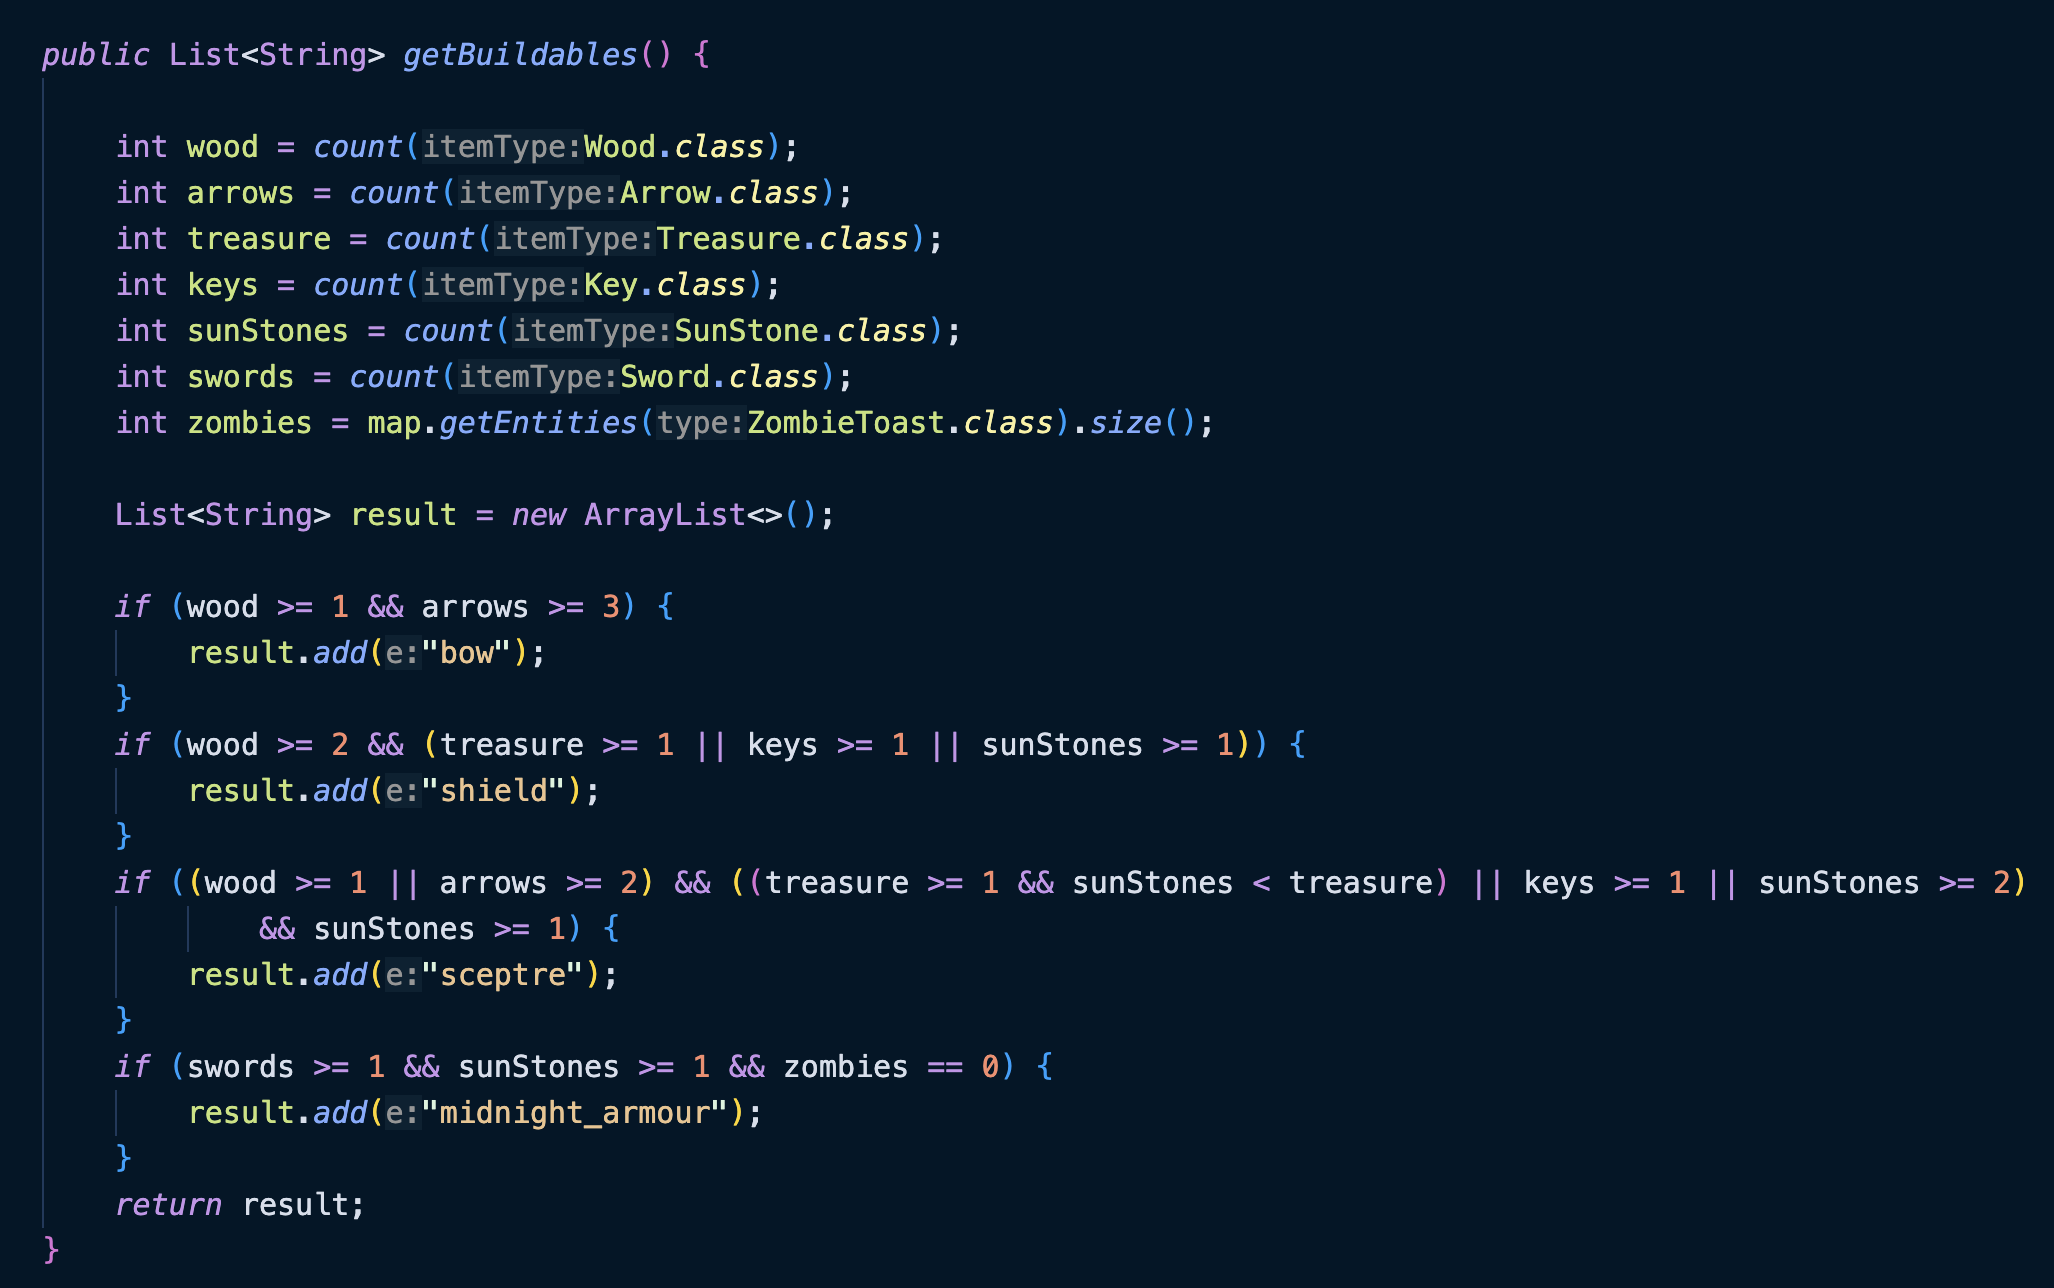 public List<String> getBuildables() {
int wood = count(itemType:Wood.class);
int arrows = count(itemType:Arrow.class);
int treasure = count(itemType:Treasure.class);
int keys = count(itemType:Key.class);
int sunStones = count(itemType:SunStone.class);
int swords = count(itemType:Sword.class);
int zombies = map.getEntities(type:ZombieToast.class).size();
List<String> result = new ArrayList<>();
if (wood >= 1 && arrows >= 3) {
result.add(e:"bow");
}
if (wood >= 2 && (treasure >= 1 || keys >= 1 || sunStones >= 1)) {
result.add(e:"shield");
}
if ((wood >= 1 || arrows >= 2) && ((treasure >= 1 && sunStones < treasure) || keys >= 1 || sunStones >= 2)
&& sunStones >= 1) {
result.add(e:"sceptre");
}
if (swords >= 1 && sunStones >= 1 && zombies == 0) {
result.add(e:"midnight_armour");
}
return result;
}